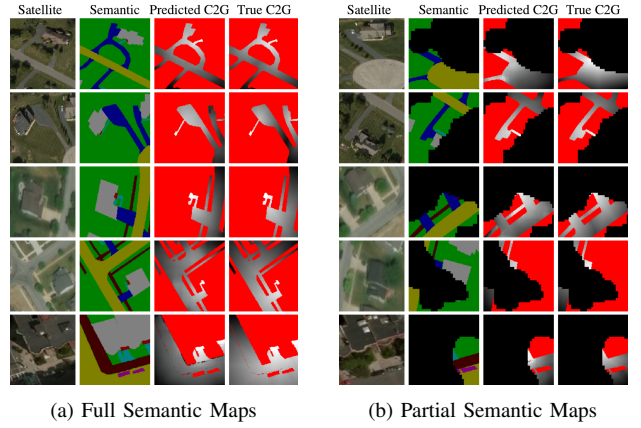 Satellite Semantic Predicted C2G True C2G
Satellite Semantic Predicted C2G True C2G
(a) Full Semantic Maps
(b) Partial Semantic Maps